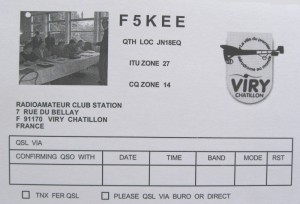 F5KEE
QTH LOC JN18EQ
ITU ZONE 27
CQ ZONE 14
VIRY
CHATILLON
RADIOAMATEUR CLUB STATION
7 RUE DU BELLAY
F 91170 VIRY CHATILLON
FRANCE
QSL VIA
CONFIRMING QSO WITH DATE TIME BAND MODE RST
TNX FER QSL PLEASE QSL VIA BURO OR DIRECT